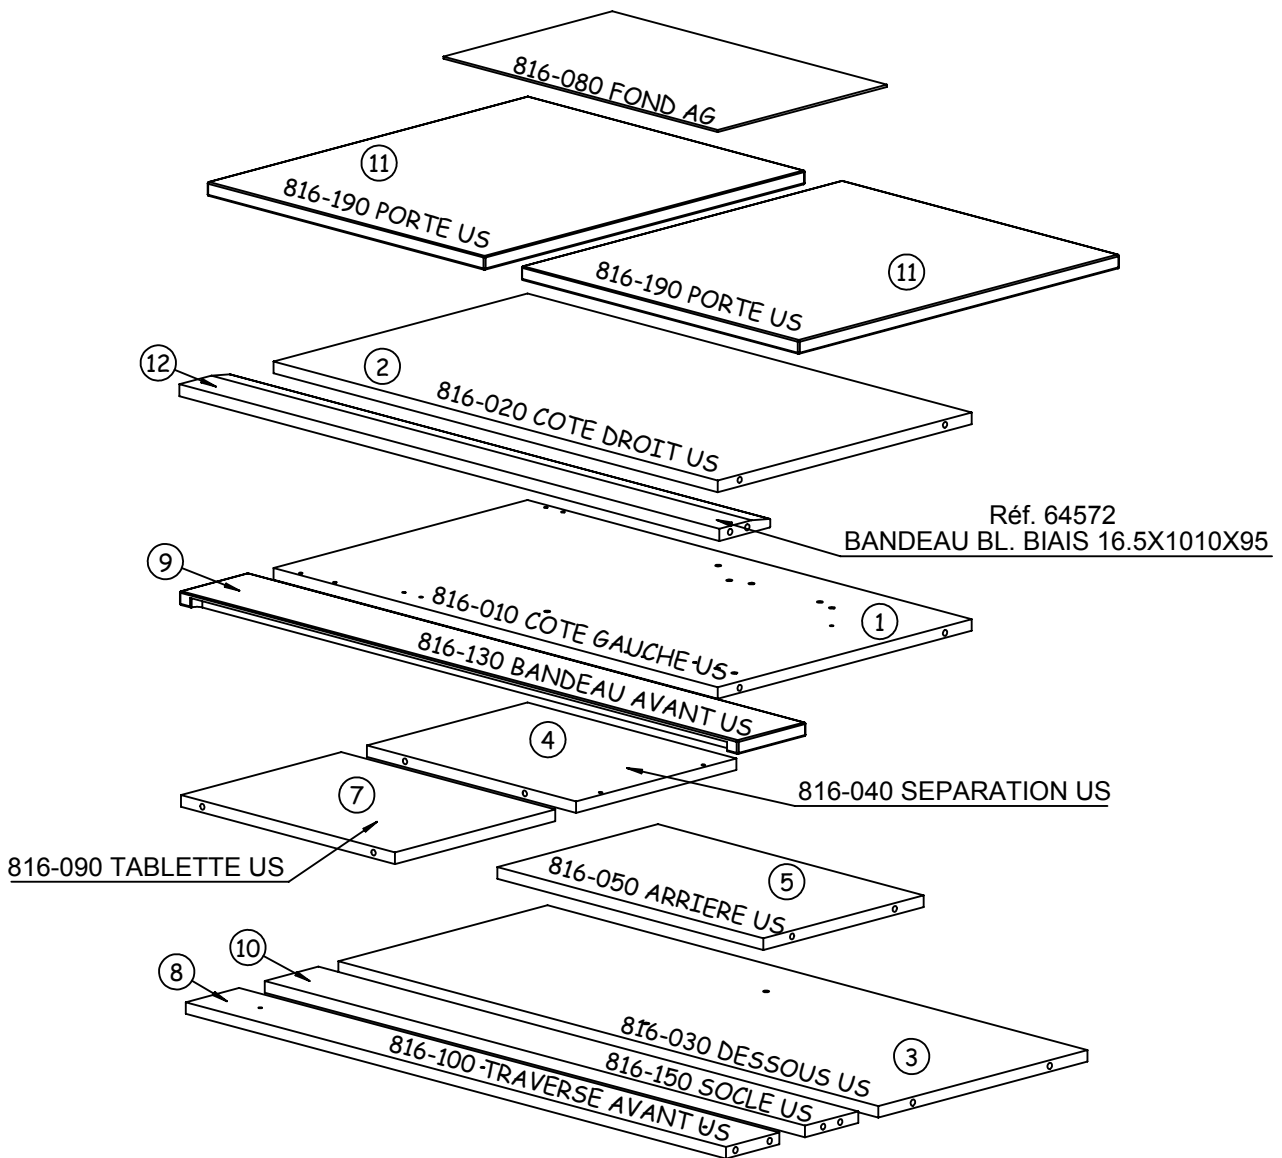 816-080 FOND AG
11
816-190 PORTE US
11
816-190 PORTE US
2
12
816-020 COTE DROIT US
Réf. 64572
BANDEAU BL. BIAIS 16.5X1010X95
9
816-010 COTE GAUCHE US
1
816-130 BANDEAU AVANT US
4
816-040 SEPARATION US
7
816-090 TABLETTE US
5
816-050 ARRIERE US
10
8
816-030 DESSOUS US
3
816-150 SOCLE US
816-100 TRAVERSE AVANT US